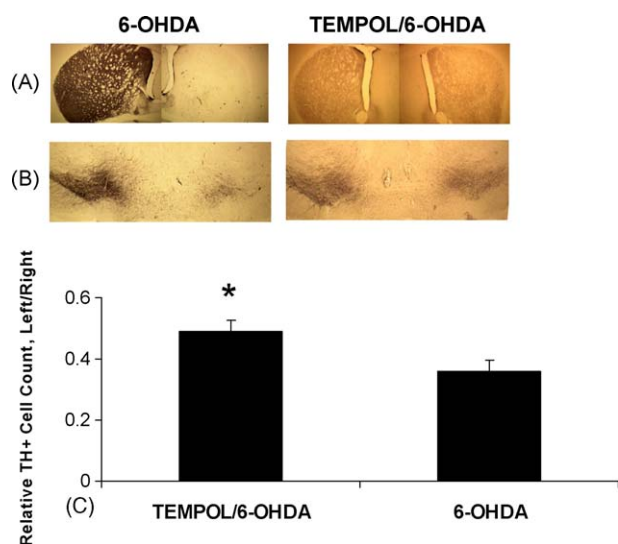 6-OHDA TEMPOL/6-OHDA
(A)
(B)
Relative TH+ Cell Count, Left/Right
*
0.6
0.4
0.2
0
(C)
TEMPOL/6-OHDA 6-OHDA